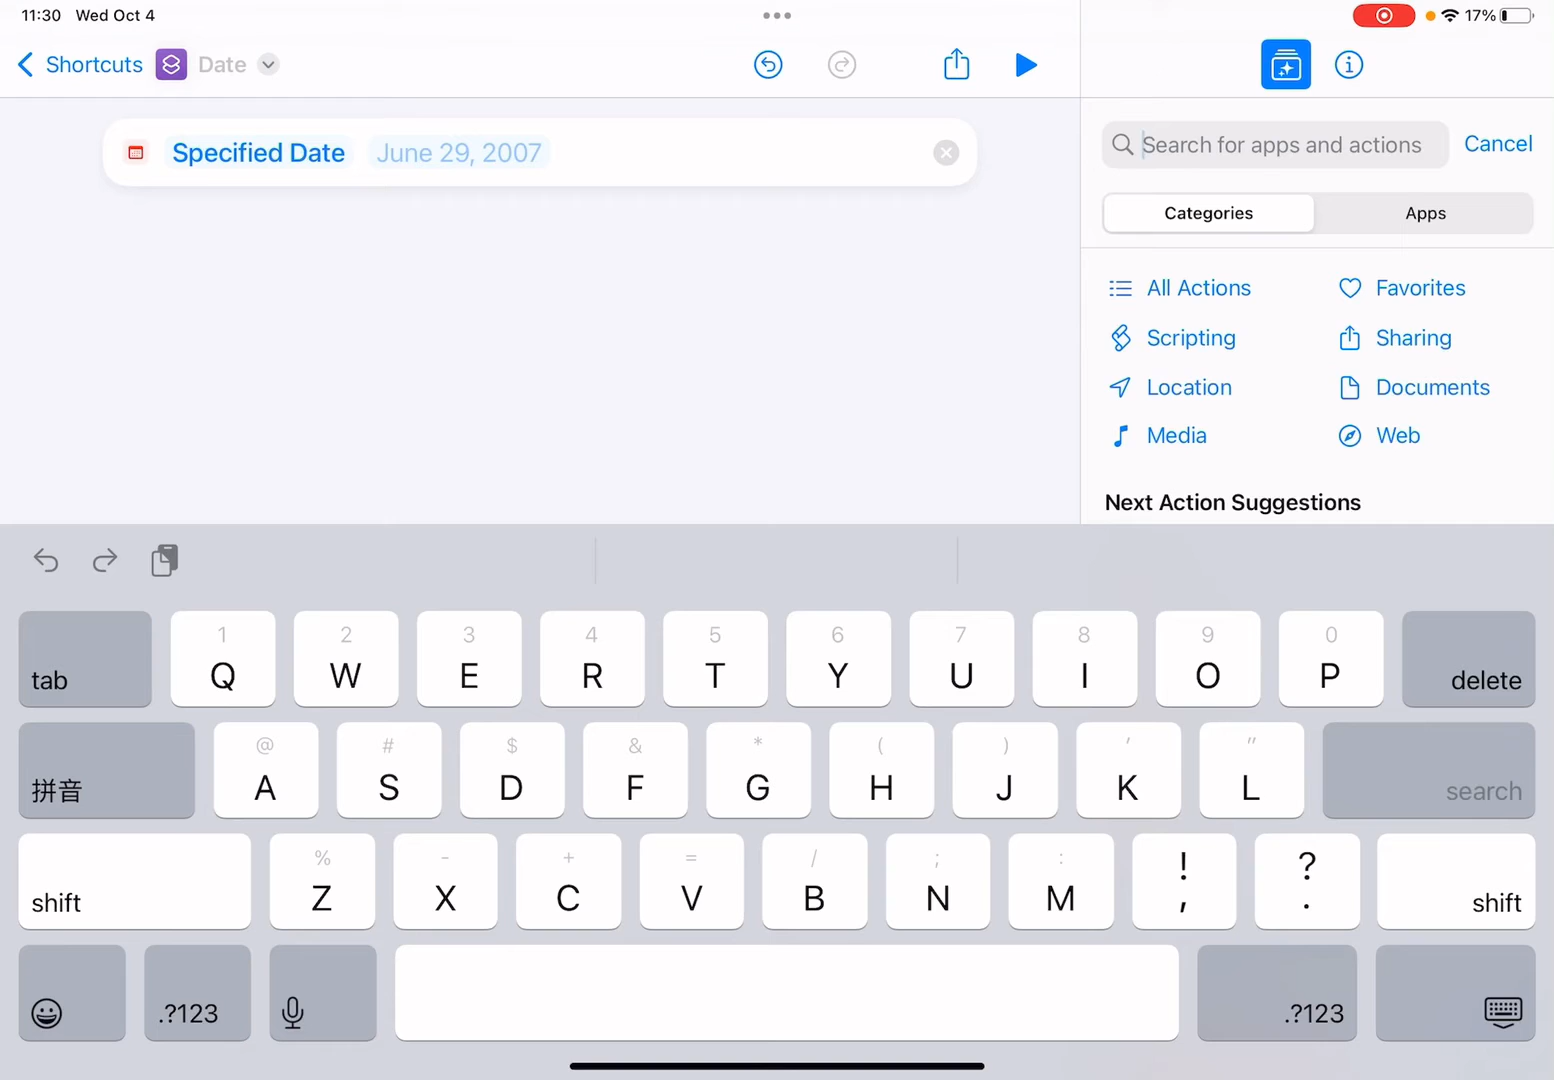 11:30 Wed Oct 4
17%
Shortcuts Date
Specified Date June 29, 2007
Search for apps and actions Cancel
Categories Apps
All Actions Favorites
Scripting Sharing
Location Documents
Media Web
Next Action Suggestions
tab 1 Q 2 W 3 E 4 R 5 T 6 Y 7 U 8 I 9 O 0 P delete
拼音 @ A # S $ D & F * G ( H ) J ' K " L search
shift % Z - X + C = V / B ; N : M ! , ? . shift
.?123 .?123